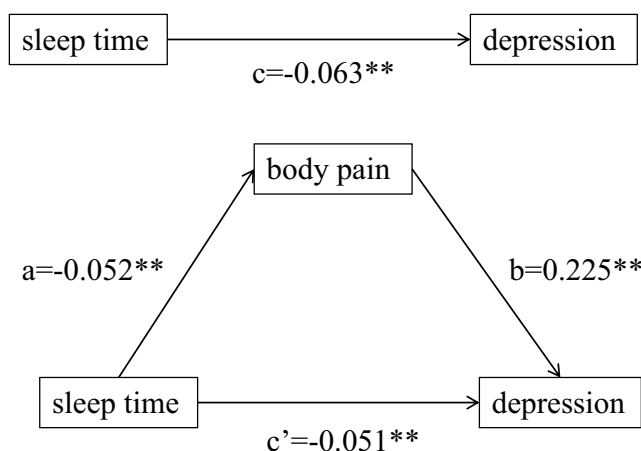 sleep time
depression
c=-0.063**
body pain
a=-0.052**
b=0.225**
sleep time
depression
c’=-0.051**